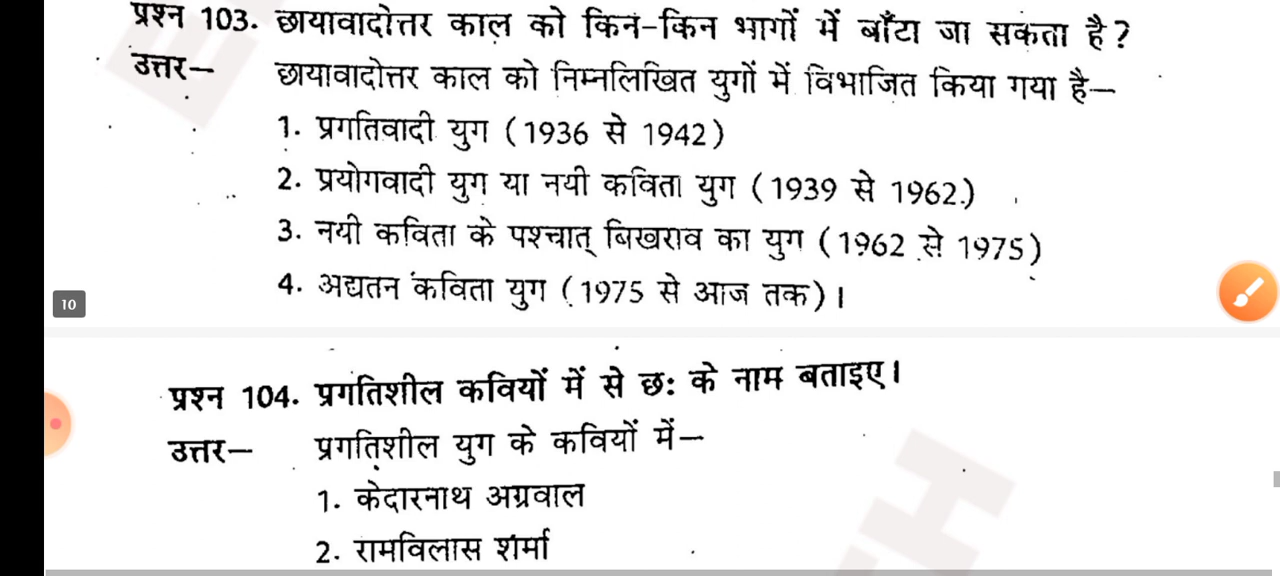 प्रश्न 103. छायावादोत्तर काल को किन-किन भागों में बाँटा जा सकता है?
उत्तर— छायावादोत्तर काल को निम्नलिखित युगों में विभाजित किया गया है—
1. प्रगतिवादी युग (1936 से 1942)
2. प्रयोगवादी युग या नयी कविता युग (1939 से 1962)
3. नयी कविता के पश्चात् बिखराव का युग (1962 से 1975)
4. अद्यतन कविता युग (1975 से आज तक)।
10
प्रश्न 104. प्रगतिशील कवियों में से छ: के नाम बताइए।
उत्तर— प्रगतिशील युग के कवियों में—
1. केदारनाथ अग्रवाल
2. रामविलास शर्मा